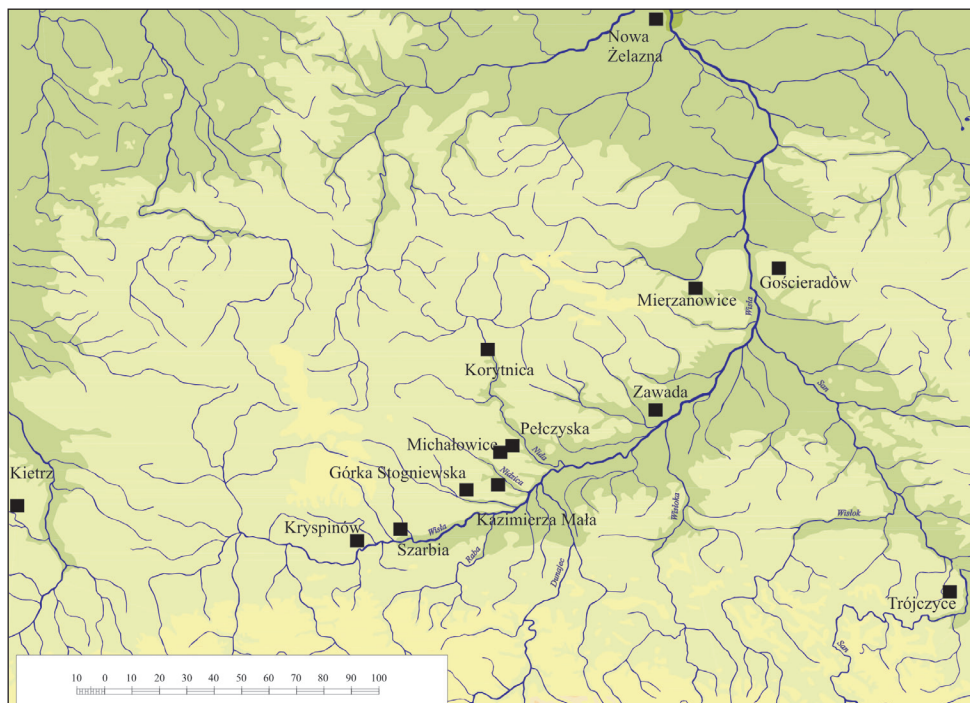 Nowa
Żelazna
Gościeradów
Mierzanowice
Wisła
Korytnica
San
Zawada
Pełczyska
Michałowice
Nida
Kietrz
Górka Stogniewska
Nidzica
Wisłoka
Wisłok
Kazimierza Mała
Kryspinów
Wisła
Szarbia
Raba
Dunajec
Trójczyce
San
10 0 10 20 30 40 50 60 70 80 90 100